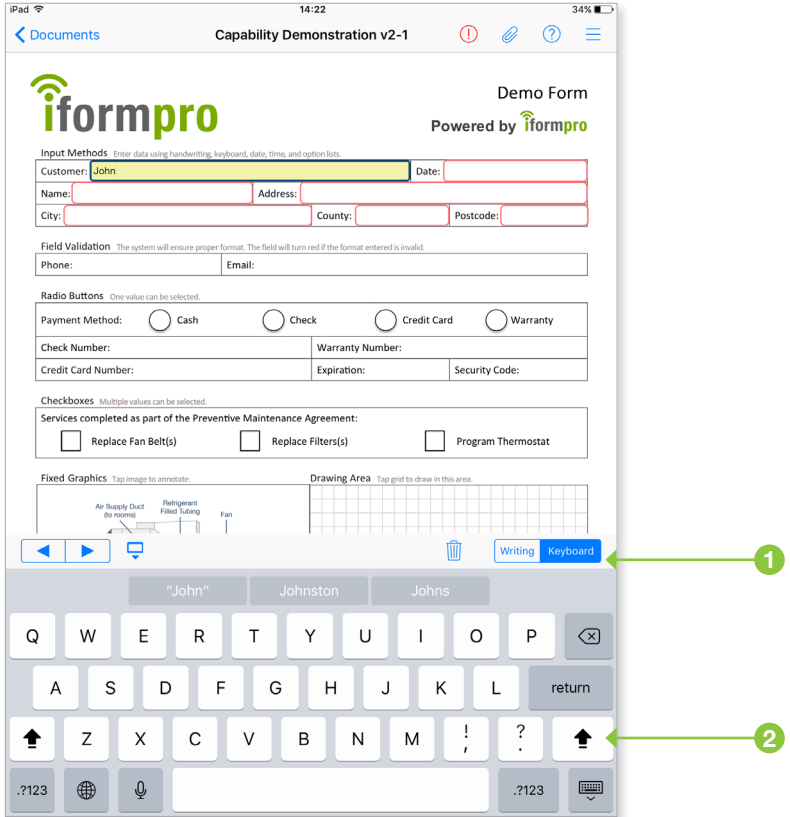 iPad 14:22 34%
Documents Capability Demonstration v2-1
iformpro
Demo Form
Powered by iformpro
Input Methods Enter data using handwriting, keyboard, date, time, and option lists.
Customer: John Date:
Name: Address:
City: County: Postcode:
Field Validation The system will ensure proper format. The field will turn red if the format entered is invalid.
Phone: Email:
Radio Buttons One value can be selected.
Payment Method: Cash Check Credit Card Warranty
Check Number: Warranty Number:
Credit Card Number: Expiration: Security Code:
Checkboxes Multiple values can be selected.
Services completed as part of the Preventive Maintenance Agreement:
Replace Fan Belt(s) Replace Filters(s) Program Thermostat
Fixed Graphics Tap image to annotate. Drawing Area Tap grid to draw in this area.
Air Supply Duct
(to rooms)
Refrigerant
Filled Tubing
Fan
Writing Keyboard
1
"John" Johnston Johns
Q W E R T Y U I O P
A S D F G H J K L return
Z X C V B N M ! , ? .
2
.?123 .?123